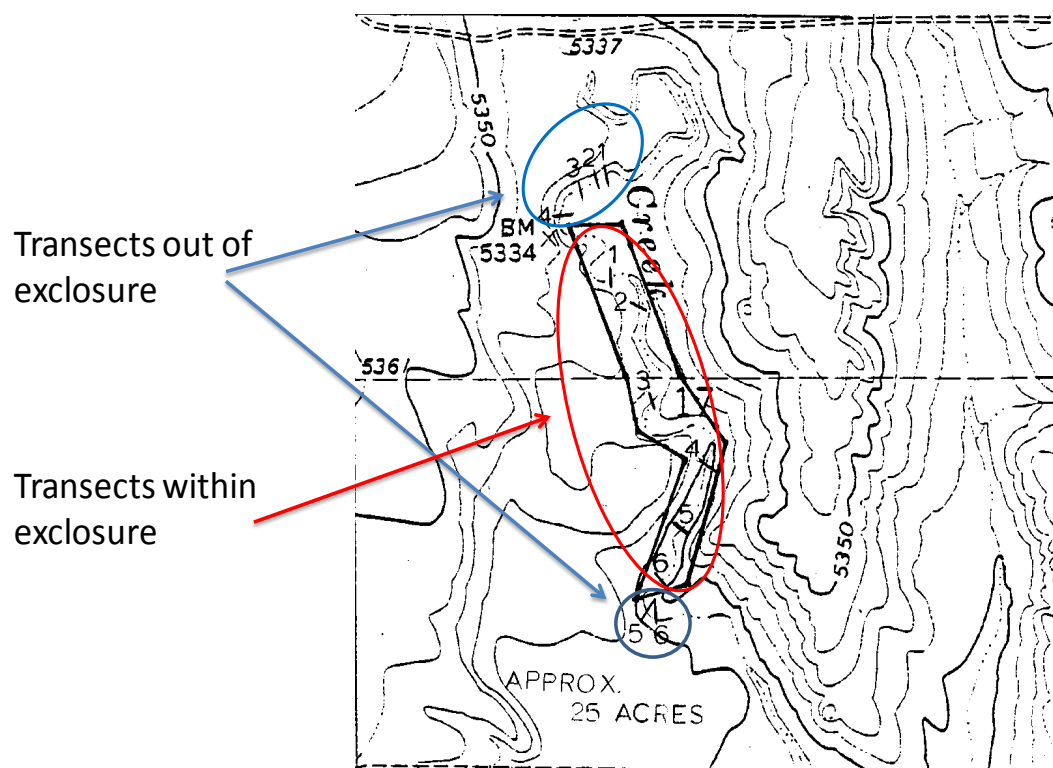 5337
5350
321
Creek
4
BM
5334
1
2
Transects out of
exclosure
5361
3
1
4
Transects within
exclosure
5
5350
6
5 6
APPROX.
25 ACRES